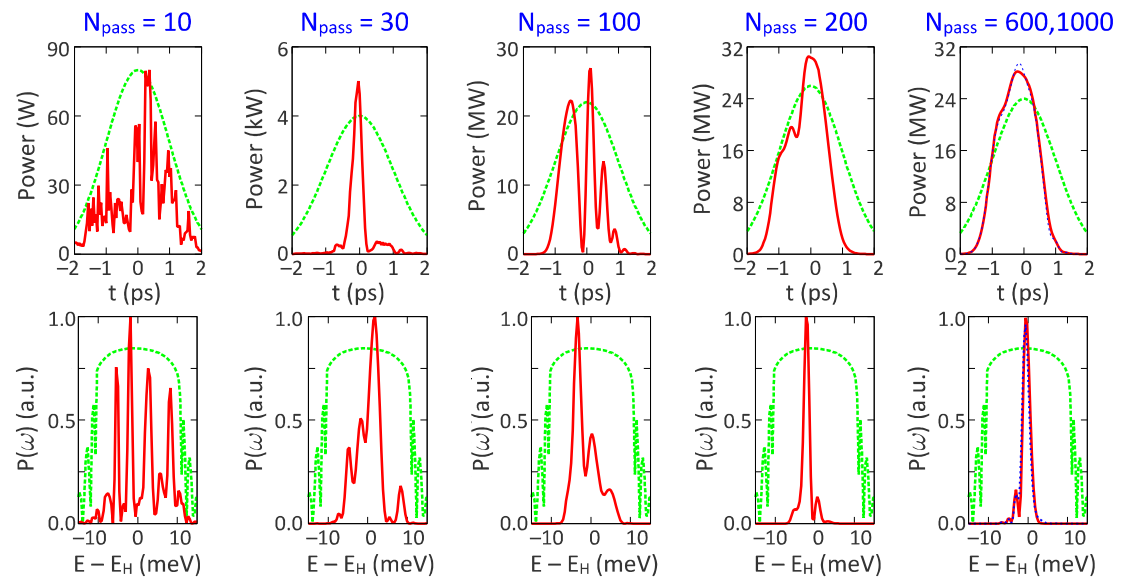 N_pass = 10 N_pass = 30 N_pass = 100 N_pass = 200 N_pass = 600,1000
90 6 30 32 32
60 4 20 24 24
30 2 10 16 16
8 8
0 0 0 0 0
Power (W) Power (kW) Power (MW) Power (MW) Power (MW)
−2 −1 0 1 2 −2 −1 0 1 2 −2 −1 0 1 2 −2 −1 0 1 2 −2 −1 0 1 2
t (ps) t (ps) t (ps) t (ps) t (ps)
1.0 1.0 1.0 1.0 1.0
0.5 0.5 0.5 0.5 0.5
0.0 0.0 0.0 0.0 0.0
P(ω) (a.u.) P(ω) (a.u.) P(ω) (a.u.) P(ω) (a.u.) P(ω) (a.u.)
−10 0 10 −10 0 10 −10 0 10 −10 0 10 −10 0 10
E − E_H (meV) E − E_H (meV) E − E_H (meV) E − E_H (meV) E − E_H (meV)